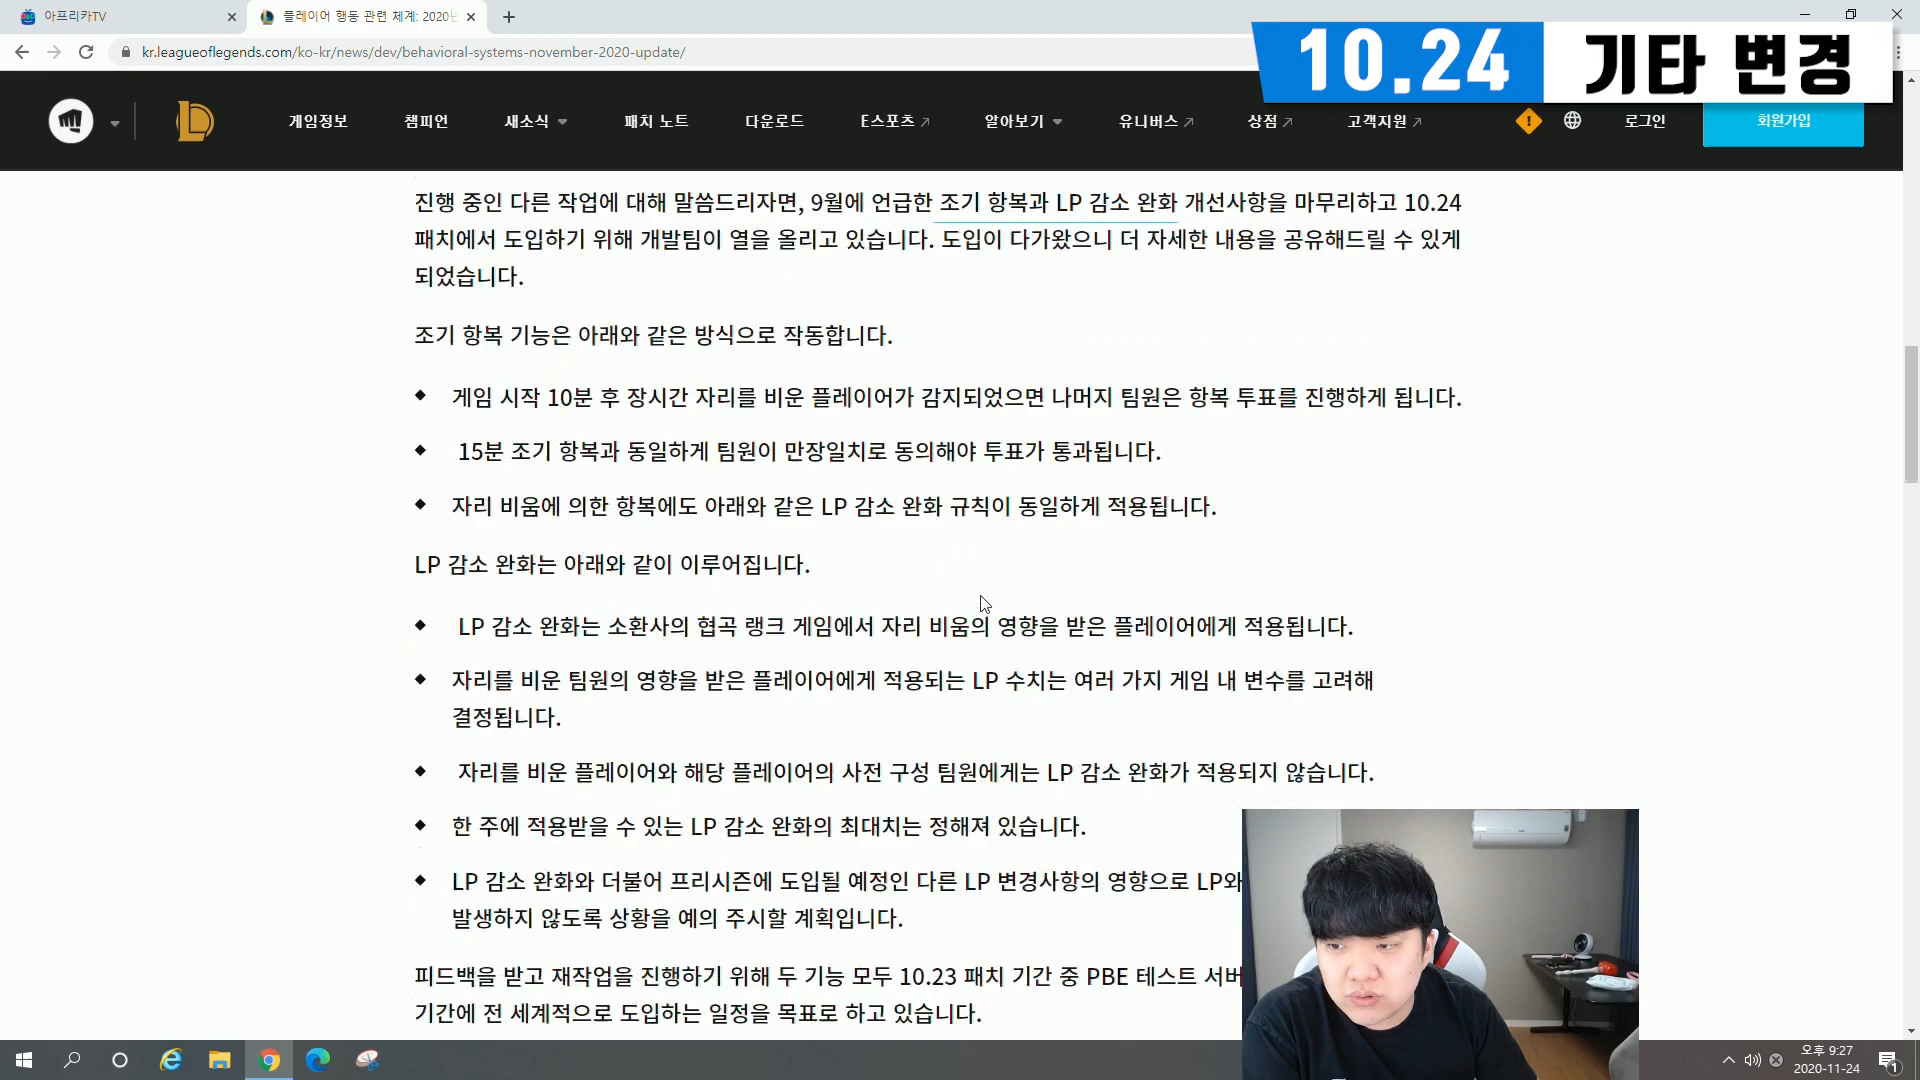 아프리카TV
플레이어 행동 관련 체계: 2020년
kr.leagueoflegends.com/ko-kr/news/dev/behavioral-systems-november-2020-update/
10.24 기타 변경
게임정보 챔피언 새소식 패치 노트 다운로드 E스포츠 알아보기 유니버스 상점 고객지원 로그인 회원가입
진행 중인 다른 작업에 대해 말씀드리자면, 9월에 언급한 조기 항복과 LP 감소 완화 개선사항을 마무리하고 10.24
패치에서 도입하기 위해 개발팀이 열을 올리고 있습니다. 도입이 다가왔으니 더 자세한 내용을 공유해드릴 수 있게
되었습니다.
조기 항복 기능은 아래와 같은 방식으로 작동합니다.
게임 시작 10분 후 장시간 자리를 비운 플레이어가 감지되었으면 나머지 팀원은 항복 투표를 진행하게 됩니다.
15분 조기 항복과 동일하게 팀원이 만장일치로 동의해야 투표가 통과됩니다.
자리 비움에 의한 항복에도 아래와 같은 LP 감소 완화 규칙이 동일하게 적용됩니다.
LP 감소 완화는 아래와 같이 이루어집니다.
LP 감소 완화는 소환사의 협곡 랭크 게임에서 자리 비움의 영향을 받은 플레이어에게 적용됩니다.
자리를 비운 팀원의 영향을 받은 플레이어에게 적용되는 LP 수치는 여러 가지 게임 내 변수를 고려해
결정됩니다.
자리를 비운 플레이어와 해당 플레이어의 사전 구성 팀원에게는 LP 감소 완화가 적용되지 않습니다.
한 주에 적용받을 수 있는 LP 감소 완화의 최대치는 정해져 있습니다.
LP 감소 완화와 더불어 프리시즌에 도입될 예정인 다른 LP 변경사항의 영향으로 LP와
발생하지 않도록 상황을 예의 주시할 계획입니다.
피드백을 받고 재작업을 진행하기 위해 두 기능 모두 10.23 패치 기간 중 PBE 테스트 서버
기간에 전 세계적으로 도입하는 일정을 목표로 하고 있습니다.
오후 9:27
2020-11-24
1